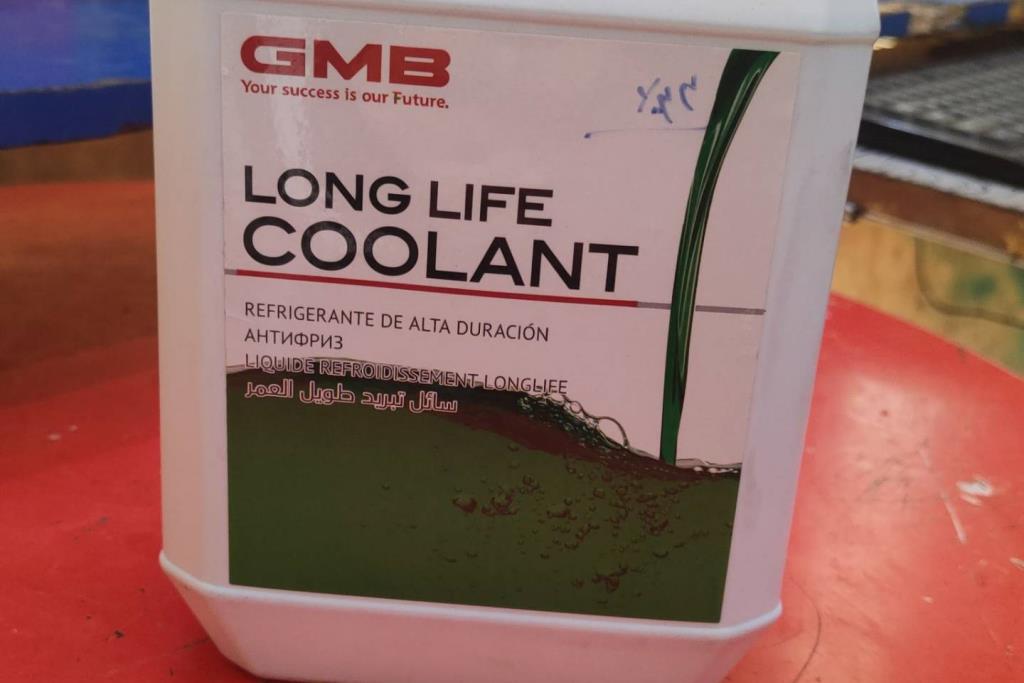 GMB
Your success is our Future.
LONG LIFE
COOLANT
REFRIGERANTE DE ALTA DURACIÓN
АНТИФРИЗ
LIQUIDE REFROIDISSEMENT LONGLIFE
سائل تبريد طويل العمر